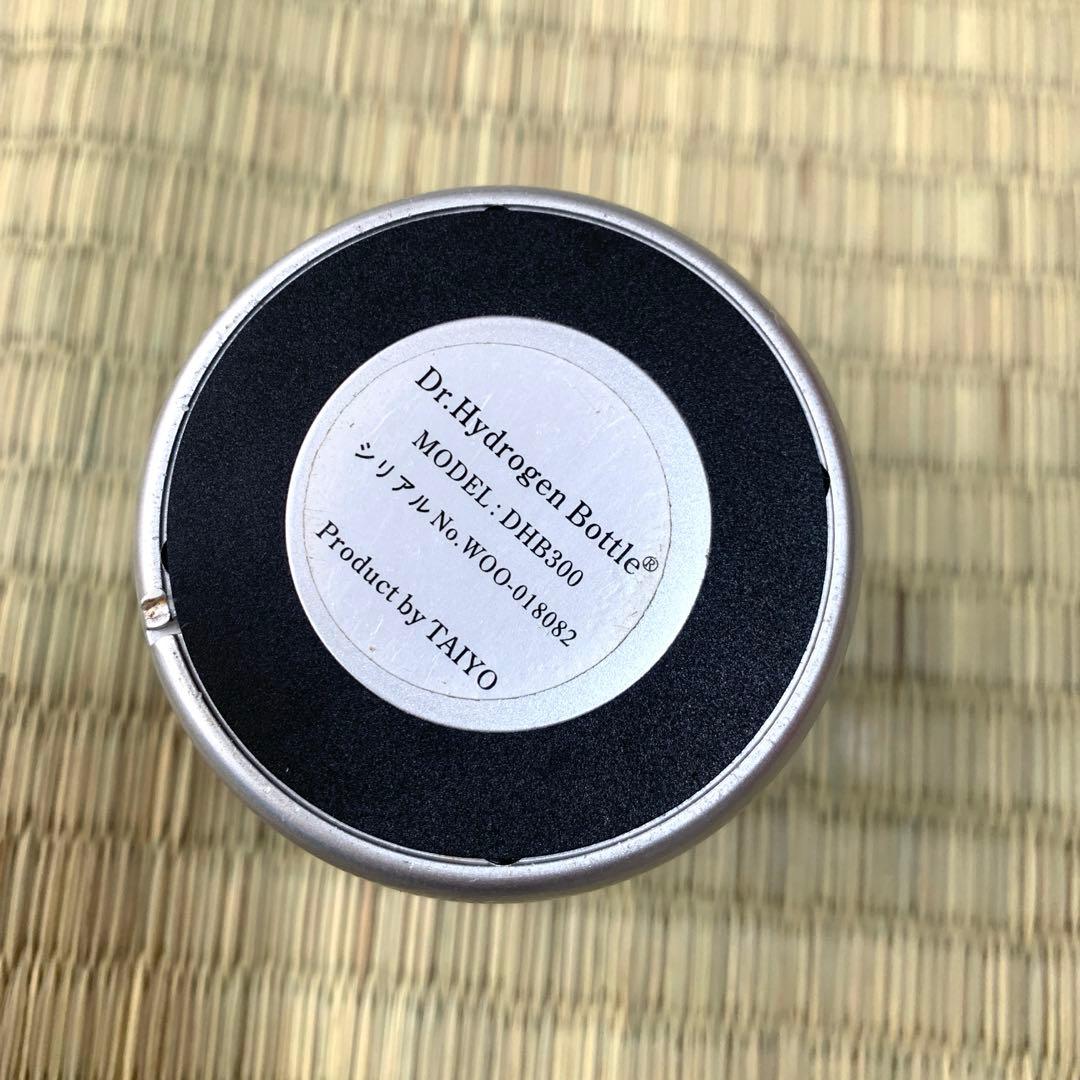 Dr.Hydrogen Bottle®
MODEL : DHB300
シリアル No.WOO-018082
Product by TAIYO